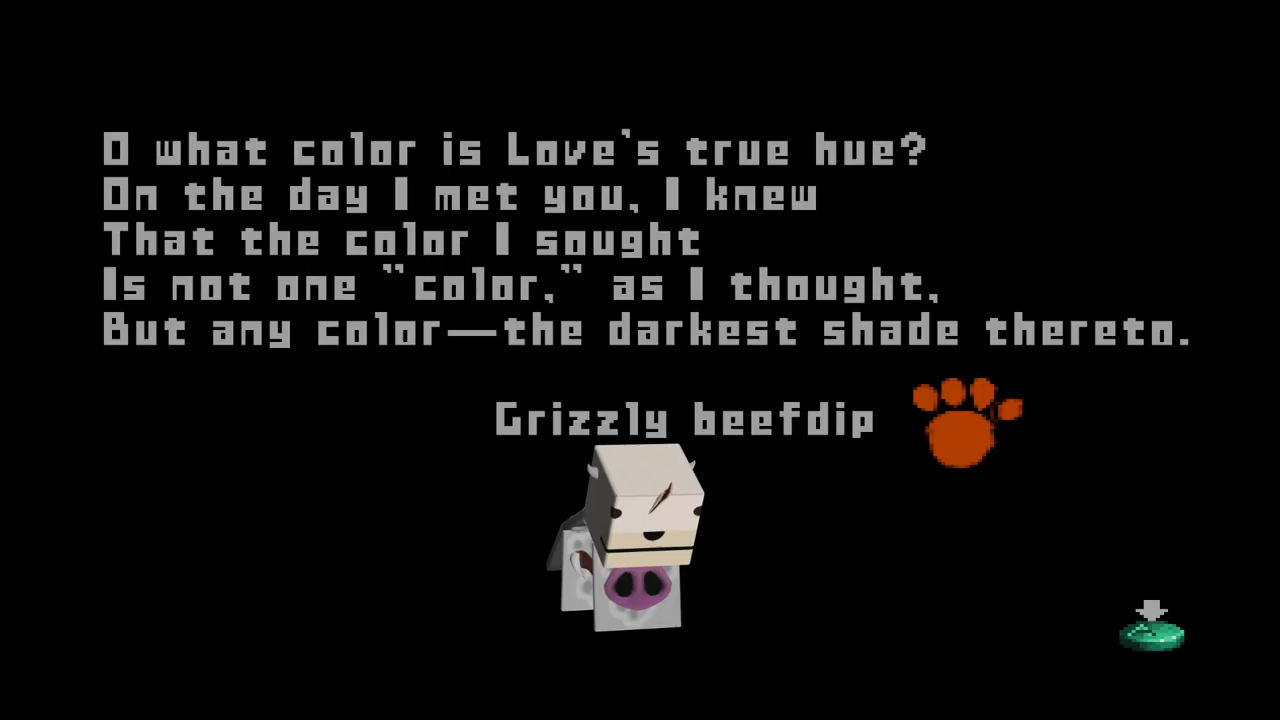 O what color is Love's true hue?
On the day I met you, I knew
That the color I sought
Is not one "color," as I thought,
But any color—the darkest shade thereto.
Grizzly beefdip